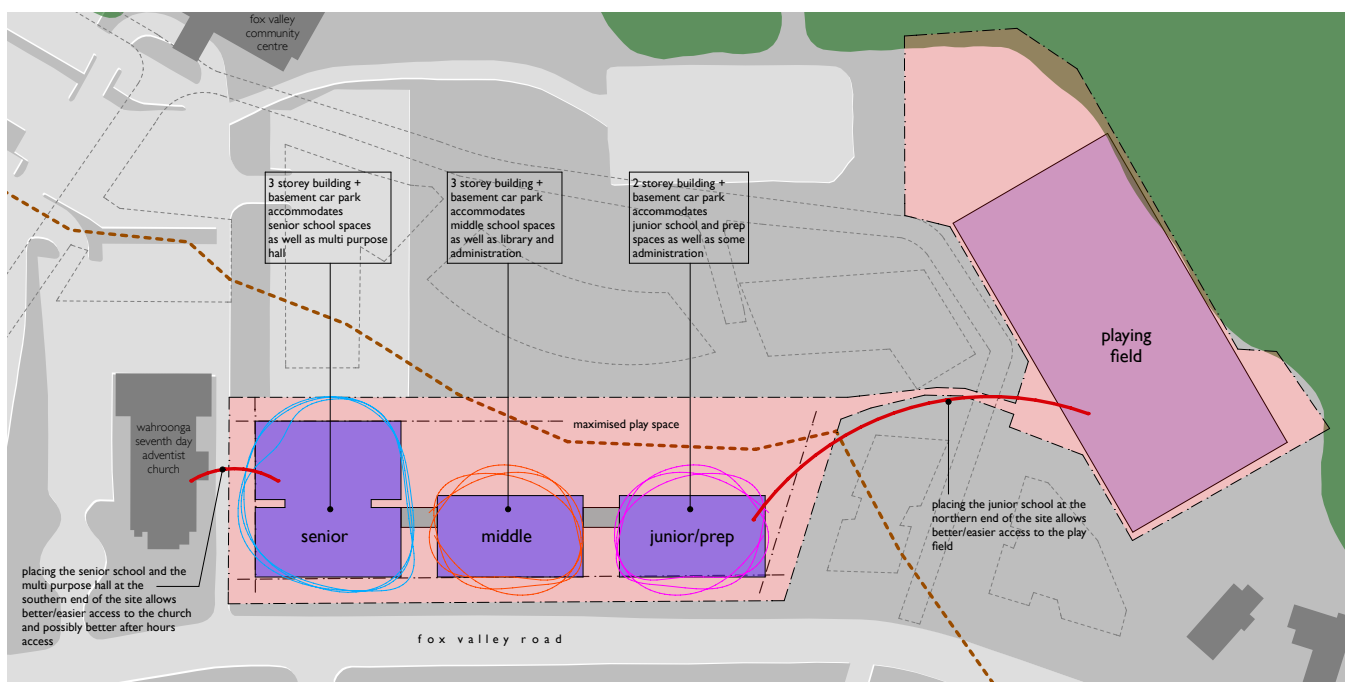 fox valley
community
centre
3 storey building +
basement car park
accommodates
senior school spaces
as well as multi purpose
hall
3 storey building +
basement car park
accommodates
middle school spaces
as well as library and
administration
2 storey building +
basement car park
accommodates
junior school and prep
spaces as well as some
administration
playing
field
maximised play space
wahroonga
seventh day
adventist
church
senior
middle
junior/prep
placing the junior school at the
northern end of the site allows
better/easier access to the play
field
placing the senior school and the
multi purpose hall at the
southern end of the site allows
better/easier access to the church
and possibly better after hours
access
fox valley road